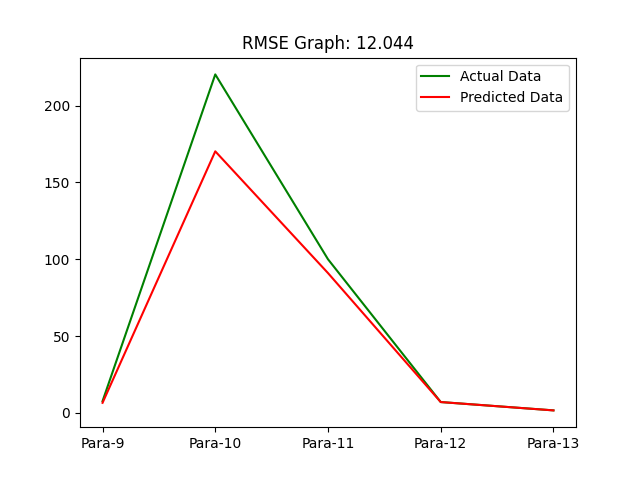 RMSE Graph: 12.044
Actual Data
Predicted Data
200
150
100
50
0
Para-9 Para-10 Para-11 Para-12 Para-13